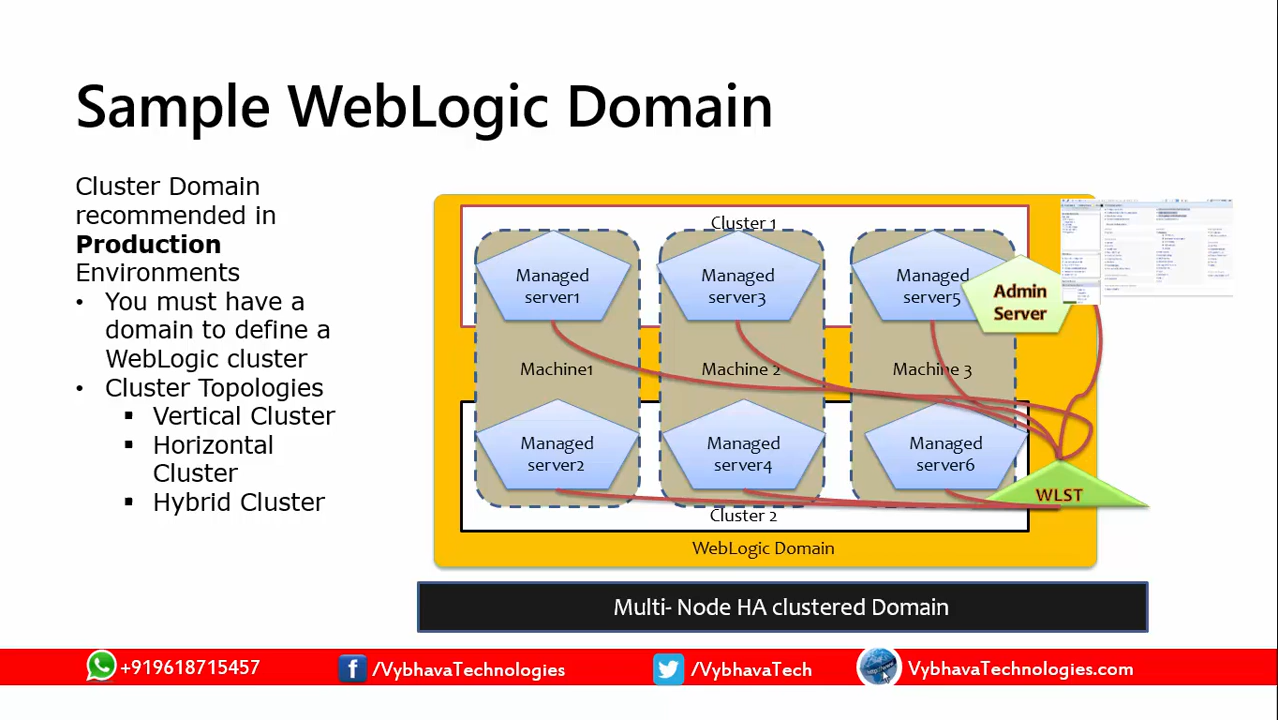 Sample WebLogic Domain
Cluster Domain
recommended in
Production
Environments
• You must have a
domain to define a
WebLogic cluster
• Cluster Topologies
▪ Vertical Cluster
▪ Horizontal
Cluster
▪ Hybrid Cluster
Cluster 1
Managed
server1
Managed
server3
Managed
server5
Admin
Server
Machine1
Machine 2
Machine 3
Managed
server2
Managed
server4
Managed
server6
WLST
Cluster 2
WebLogic Domain
Multi- Node HA clustered Domain
+919618715457
/VybhavaTechnologies
/VybhavaTech
VybhavaTechnologies.com